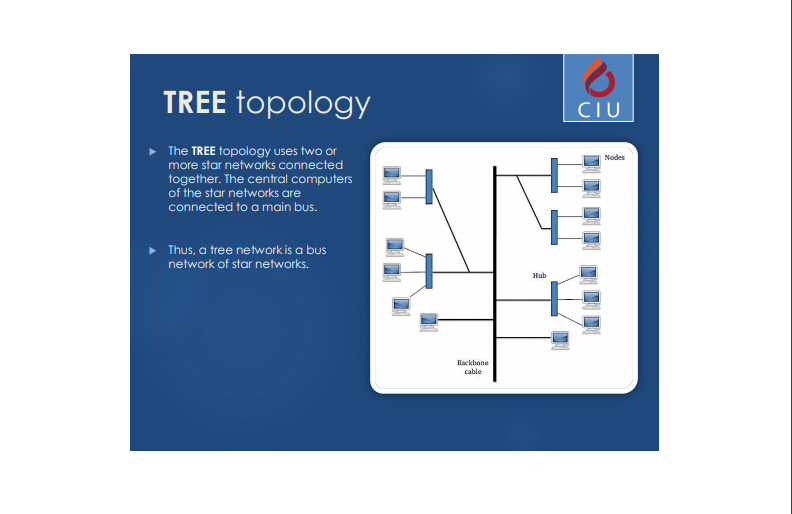 TREE topology
CIU
The TREE topology uses two or
more star networks connected
together. The central computers
of the star networks are
connected to a main bus.
Thus, a tree network is a bus
network of star networks.
Nodes
Hub
Backbone
cable